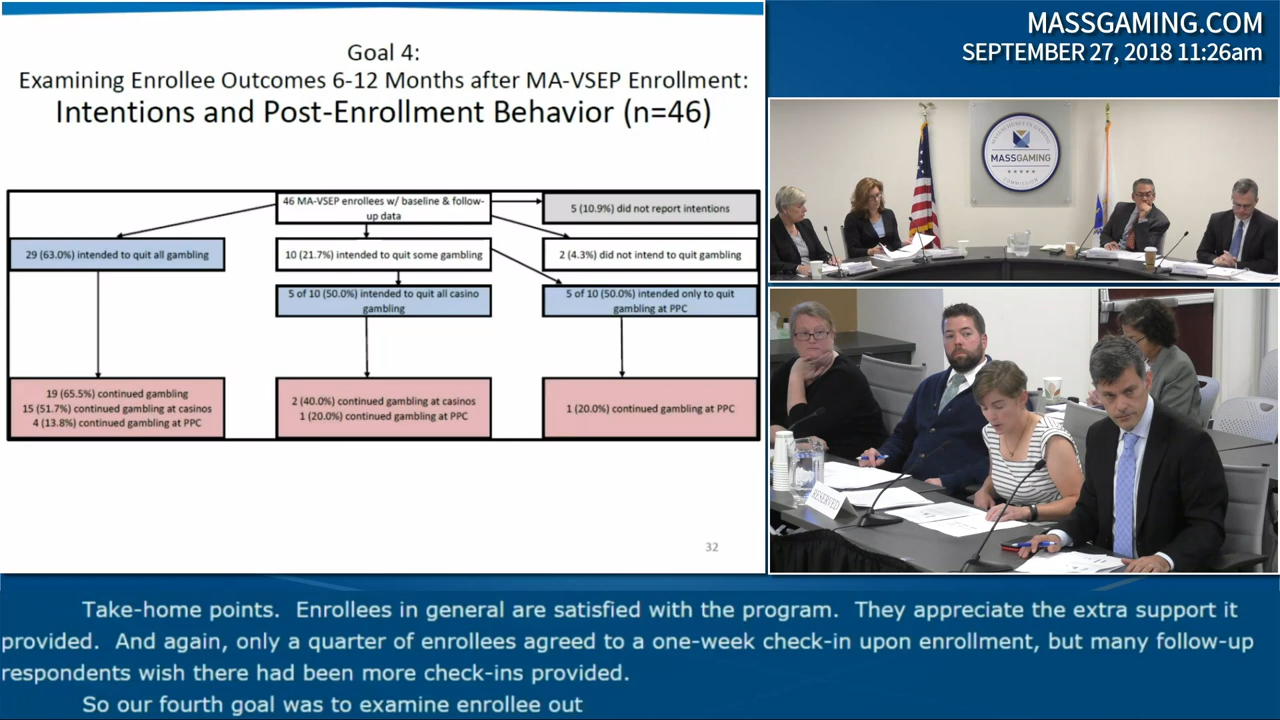 Goal 4:
Examining Enrollee Outcomes 6-12 Months after MA-VSEP Enrollment:
Intentions and Post-Enrollment Behavior (n=46)
46 MA-VSEP enrollees w/ baseline & follow-
up data
5 (10.9%) did not report intentions
29 (63.0%) intended to quit all gambling
10 (21.7%) intended to quit some gambling
2 (4.3%) did not intend to quit gambling
5 of 10 (50.0%) intended to quit all casino
gambling
5 of 10 (50.0%) intended only to quit
gambling at PPC
19 (65.5%) continued gambling
15 (51.7%) continued gambling at casinos
4 (13.8%) continued gambling at PPC
2 (40.0%) continued gambling at casinos
1 (20.0%) continued gambling at PPC
1 (20.0%) continued gambling at PPC
32
MASSGAMING.COM
SEPTEMBER 27, 2018 11:26am
MASSGAMING
COMMISSION
RESERVED
Take-home points. Enrollees in general are satisfied with the program. They appreciate the extra support it
provided. And again, only a quarter of enrollees agreed to a one-week check-in upon enrollment, but many follow-up
respondents wish there had been more check-ins provided.
So our fourth goal was to examine enrollee out